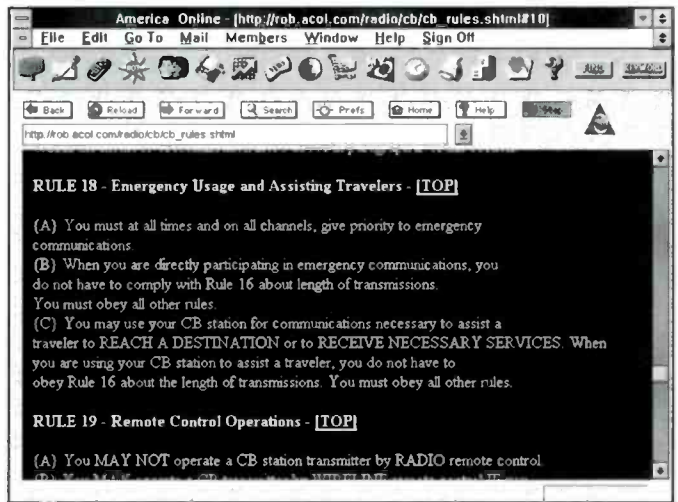 America Online - [http://rob.acol.com/radio/cb/cb_rules.shtml#18]
File Edit Go To Mail Members Window Help Sign Off
Back Reload Forward Search Prefs Home Help
http://rob.acol.com/radio/cb/cb_rules.shtml
RULE 18 - Emergency Usage and Assisting Travelers - [TOP]
(A) You must at all times and on all channels, give priority to emergency
communications.
(B) When you are directly participating in emergency communications, you
do not have to comply with Rule 16 about length of transmissions.
You must obey all other rules.
(C) You may use your CB station for communications necessary to assist a
traveler to REACH A DESTINATION or to RECEIVE NECESSARY SERVICES. When
you are using your CB station to assist a traveler, you do not have to
obey Rule 16 about the length of transmissions. You must obey all other rules.
RULE 19 - Remote Control Operations - [TOP]
(A) You MAY NOT operate a CB station transmitter by RADIO remote control.